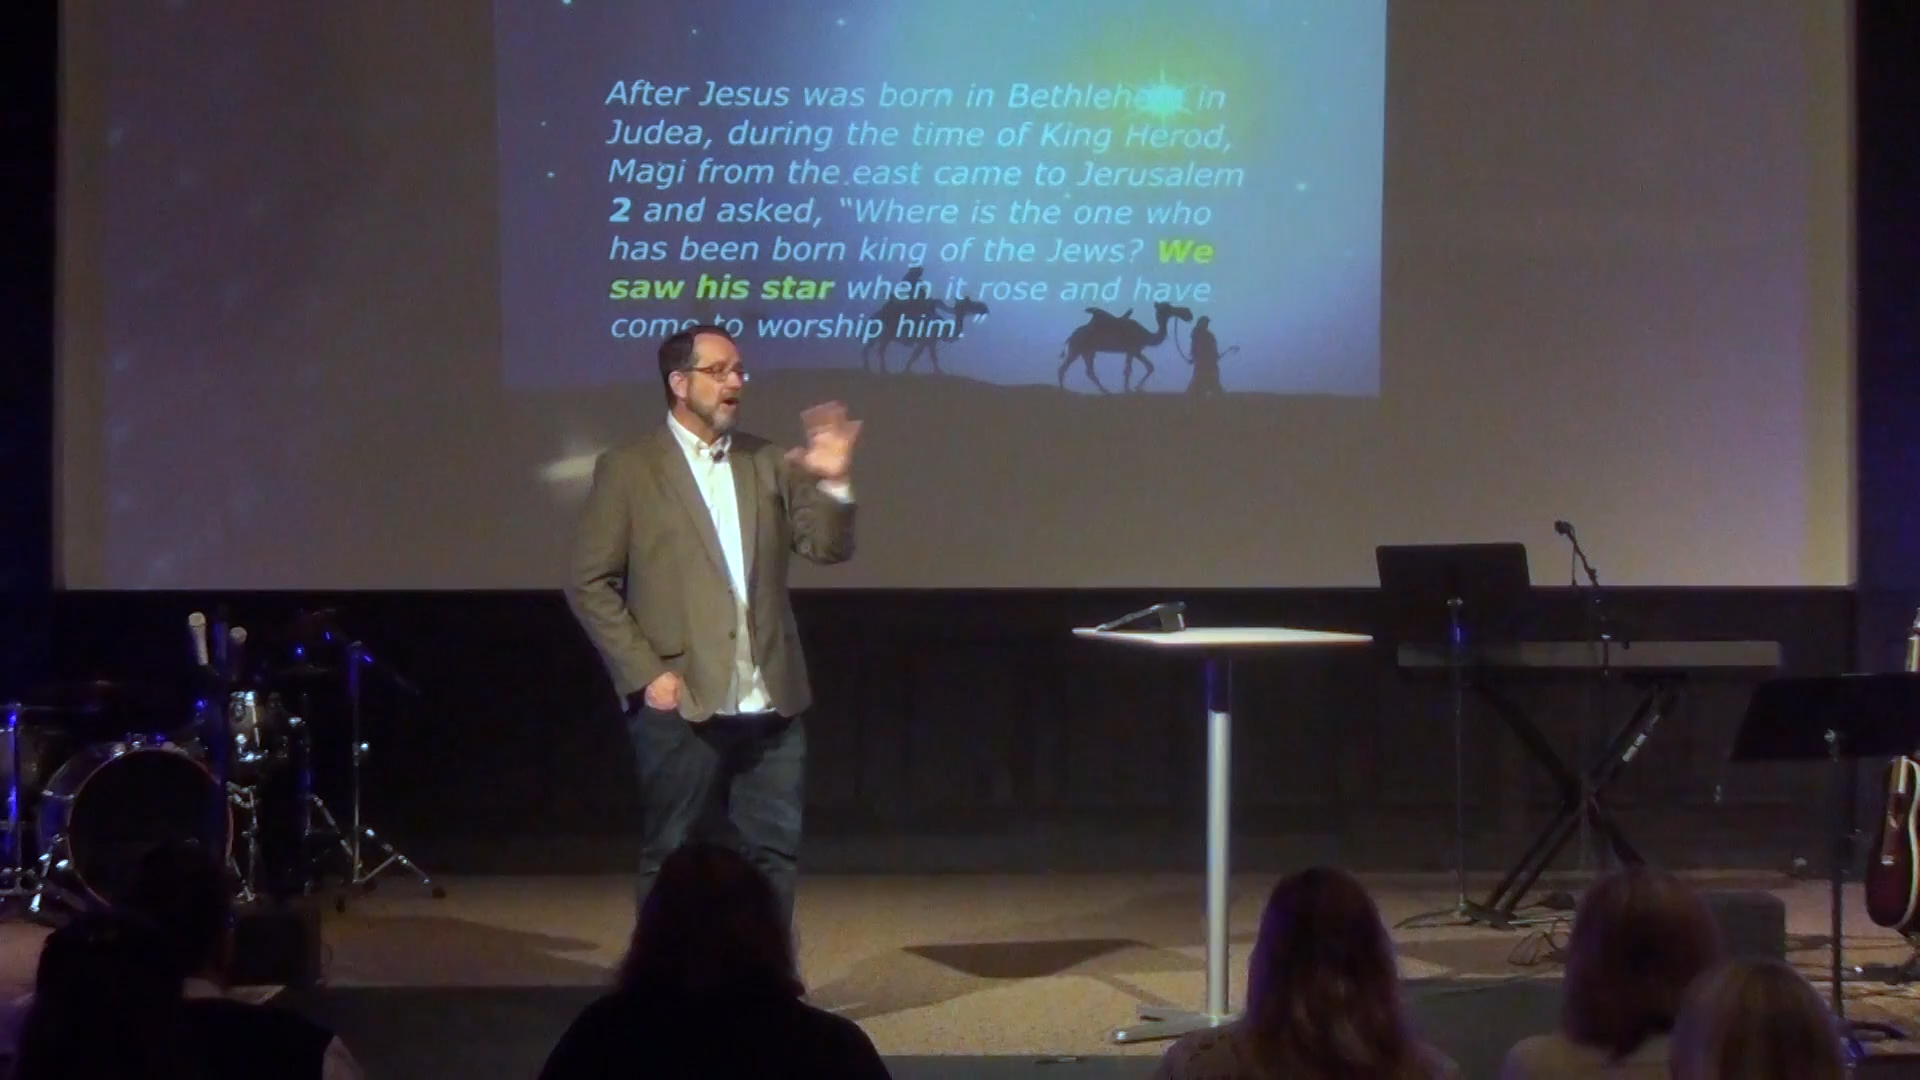 After Jesus was born in Bethlehem in
Judea, during the time of King Herod,
Magi from the east came to Jerusalem
2 and asked, “Where is the one who
has been born king of the Jews? We
saw his star when it rose and have
come to worship him.”